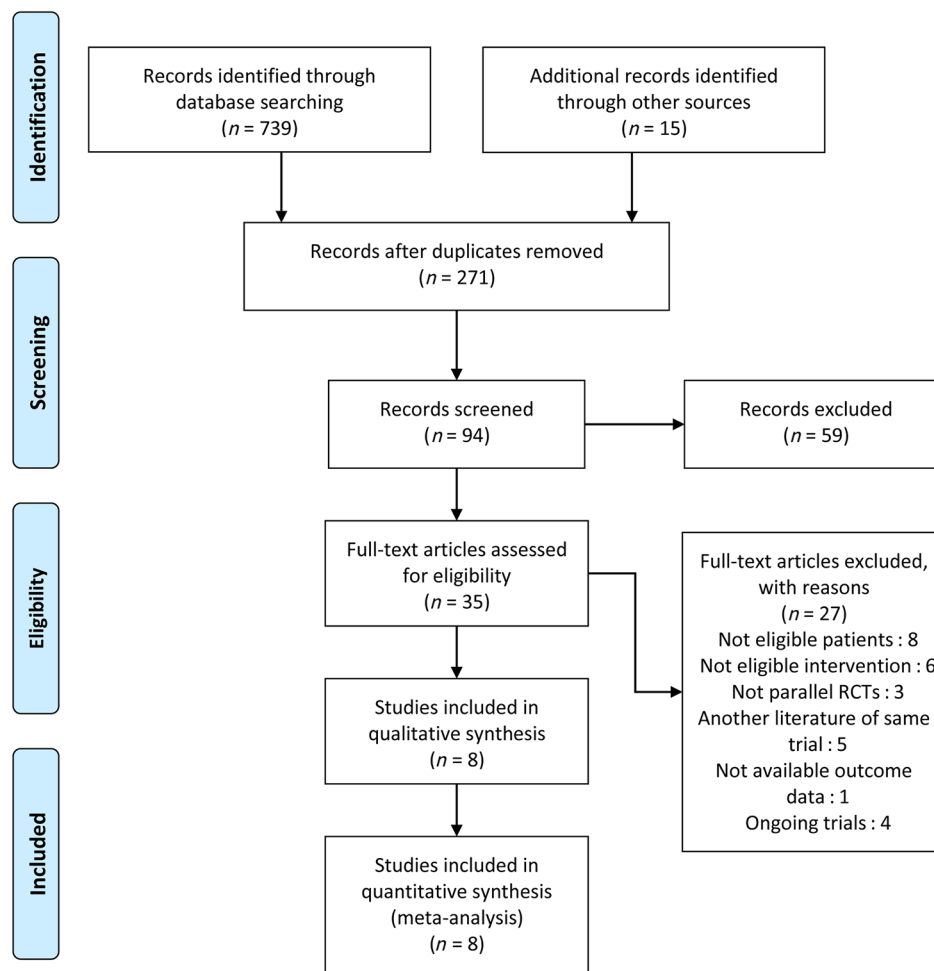 Identification
Records identified through
database searching
(n = 739)
Additional records identified
through other sources
(n = 15)
Records after duplicates removed
(n = 271)
Screening
Records screened
(n = 94)
Records excluded
(n = 59)
Eligibility
Full-text articles assessed
for eligibility
(n = 35)
Full-text articles excluded,
with reasons
(n = 27)
Not eligible patients : 8
Not eligible intervention : 6
Not parallel RCTs : 3
Another literature of same
trial : 5
Not available outcome
data : 1
Ongoing trials : 4
Studies included in
qualitative synthesis
(n = 8)
Included
Studies included in
quantitative synthesis
(meta-analysis)
(n = 8)